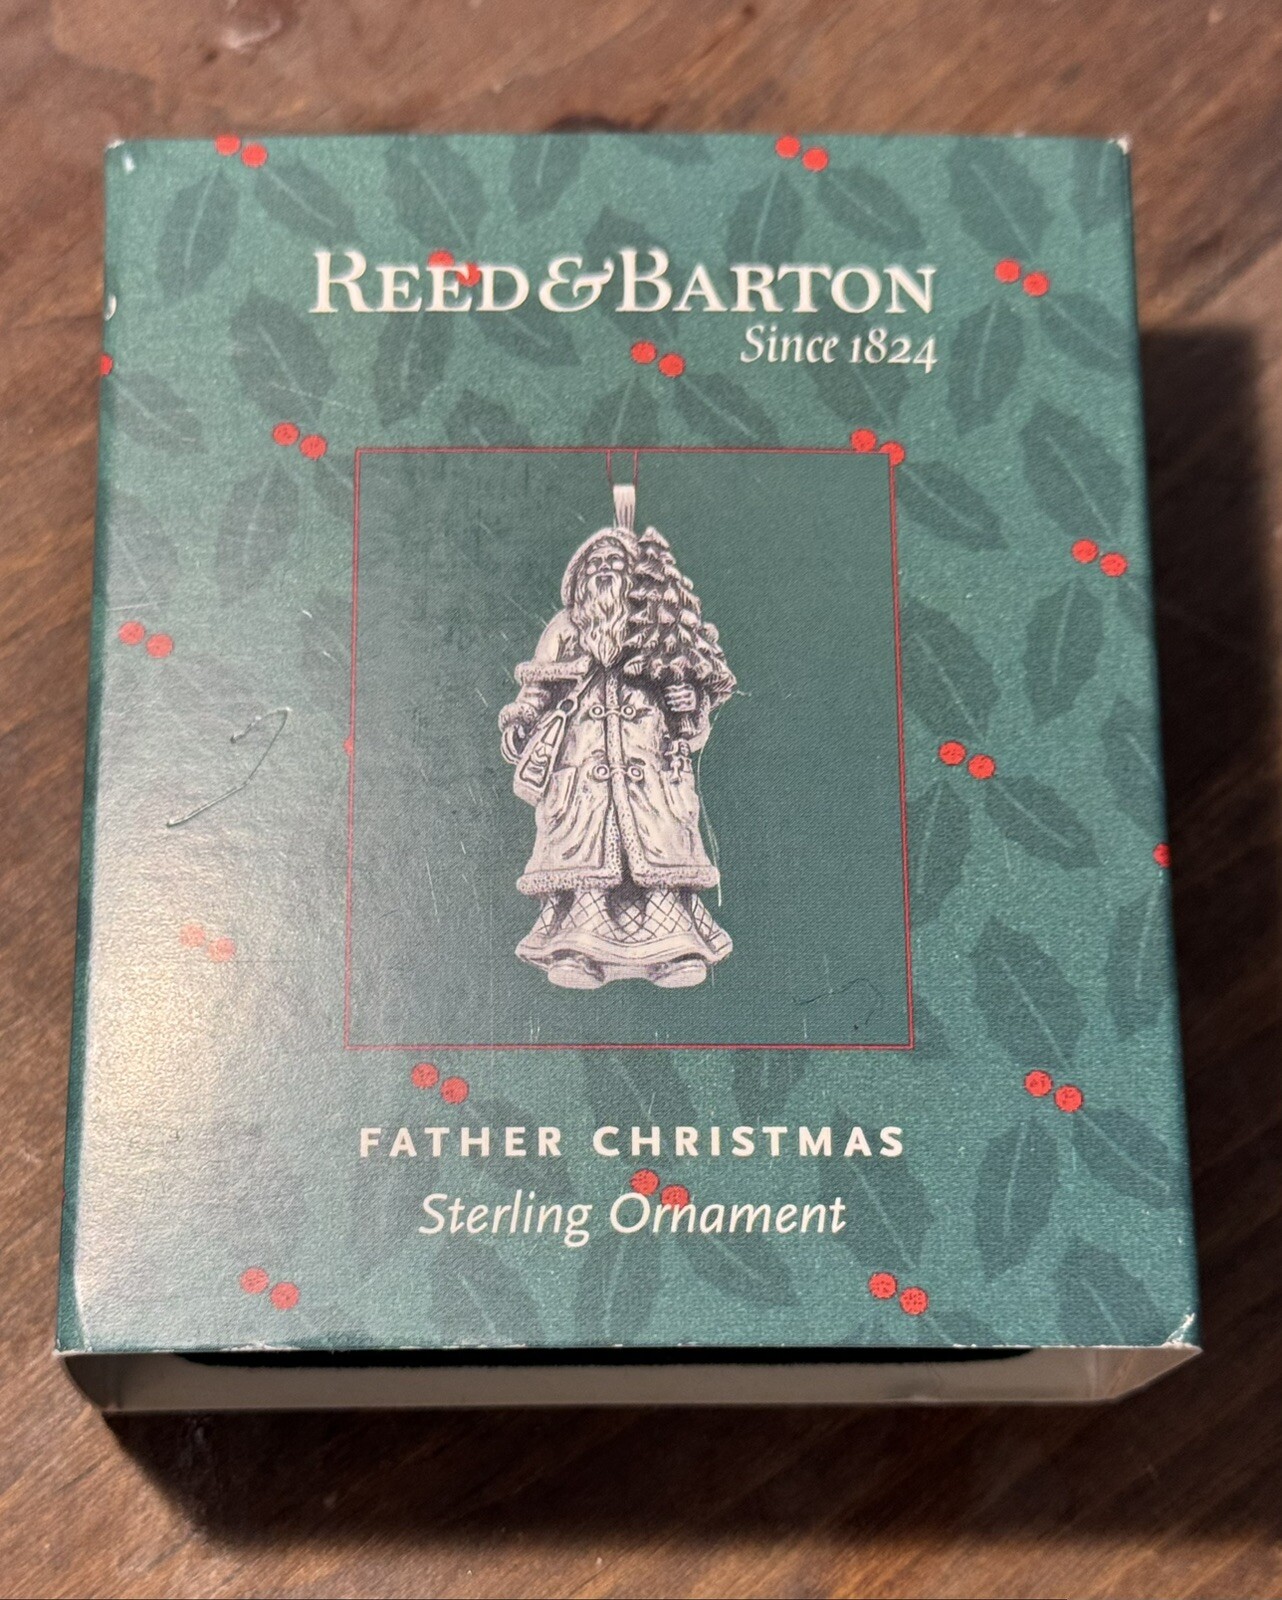 REED & BARTON
Since 1824
FATHER CHRISTMAS
Sterling Ornament